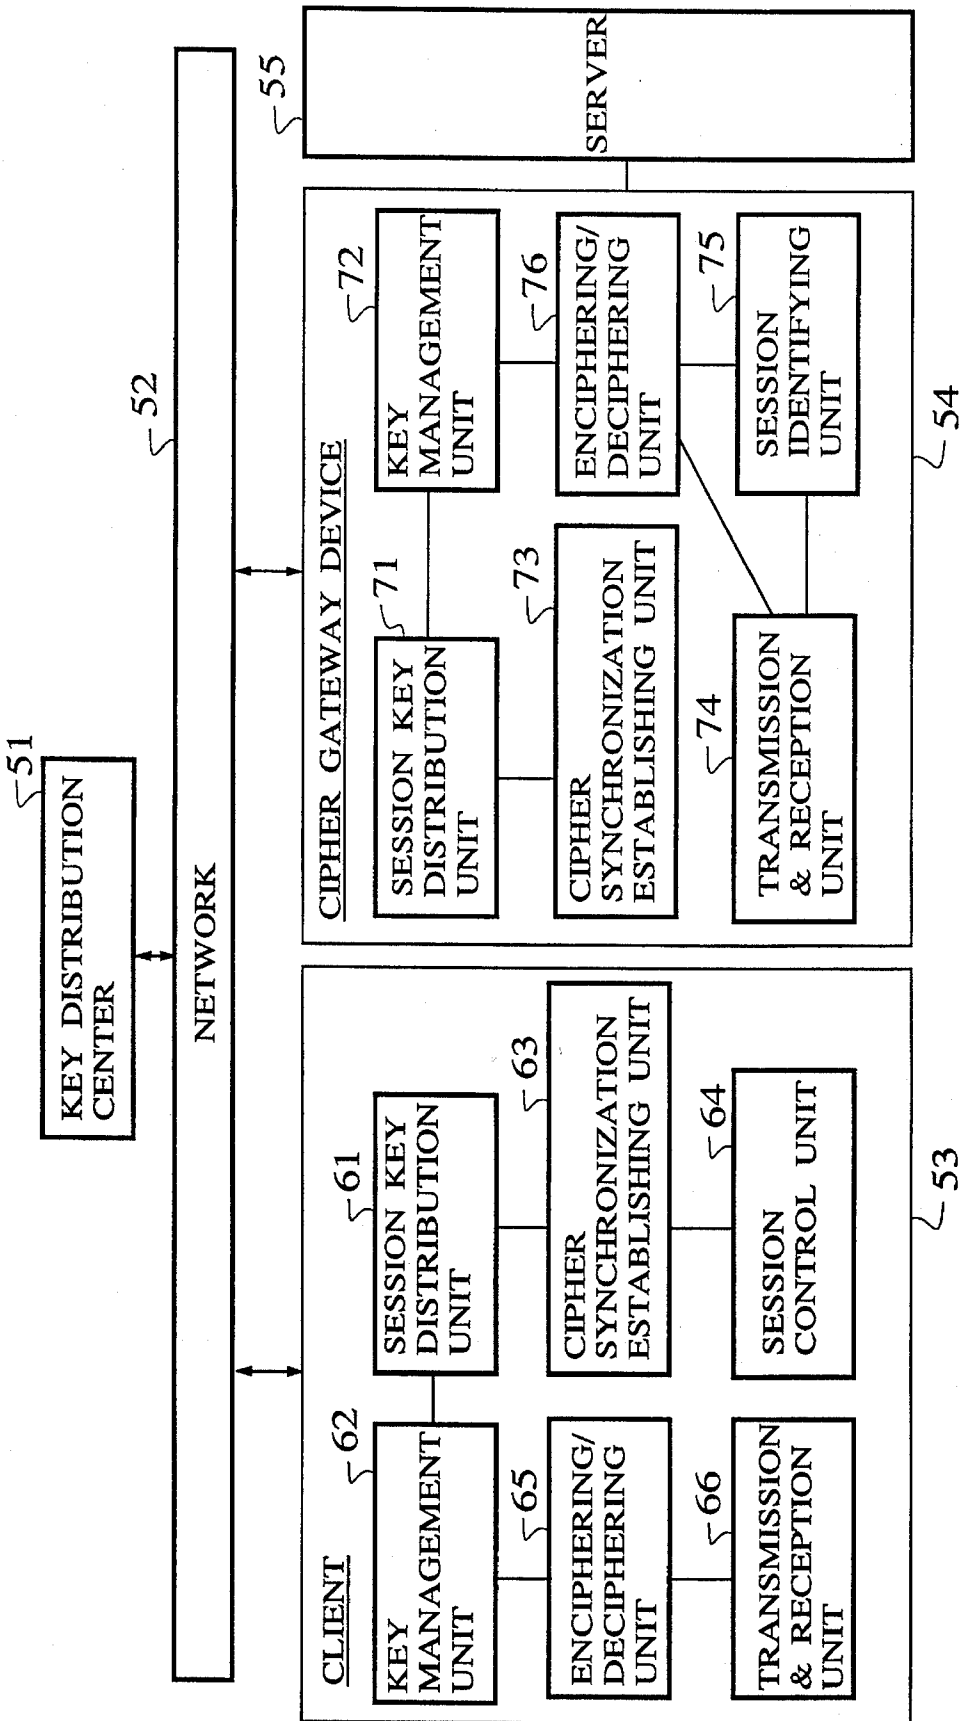 51
KEY DISTRIBUTION
CENTER
52
NETWORK
CLIENT
62
KEY
MANAGEMENT
UNIT
61
SESSION KEY
DISTRIBUTION
UNIT
65
ENCIPHERING/
DECIPHERING
UNIT
63
CIPHER
SYNCHRONIZATION
ESTABLISHING UNIT
66
TRANSMISSION
& RECEPTION
UNIT
64
SESSION
CONTROL UNIT
53
CIPHER GATEWAY DEVICE
71
SESSION KEY
DISTRIBUTION
UNIT
72
KEY
MANAGEMENT
UNIT
73
CIPHER
SYNCHRONIZATION
ESTABLISHING UNIT
76
ENCIPHERING/
DECIPHERING
UNIT
74
TRANSMISSION
& RECEPTION
UNIT
75
SESSION
IDENTIFYING
UNIT
54
55
SERVER